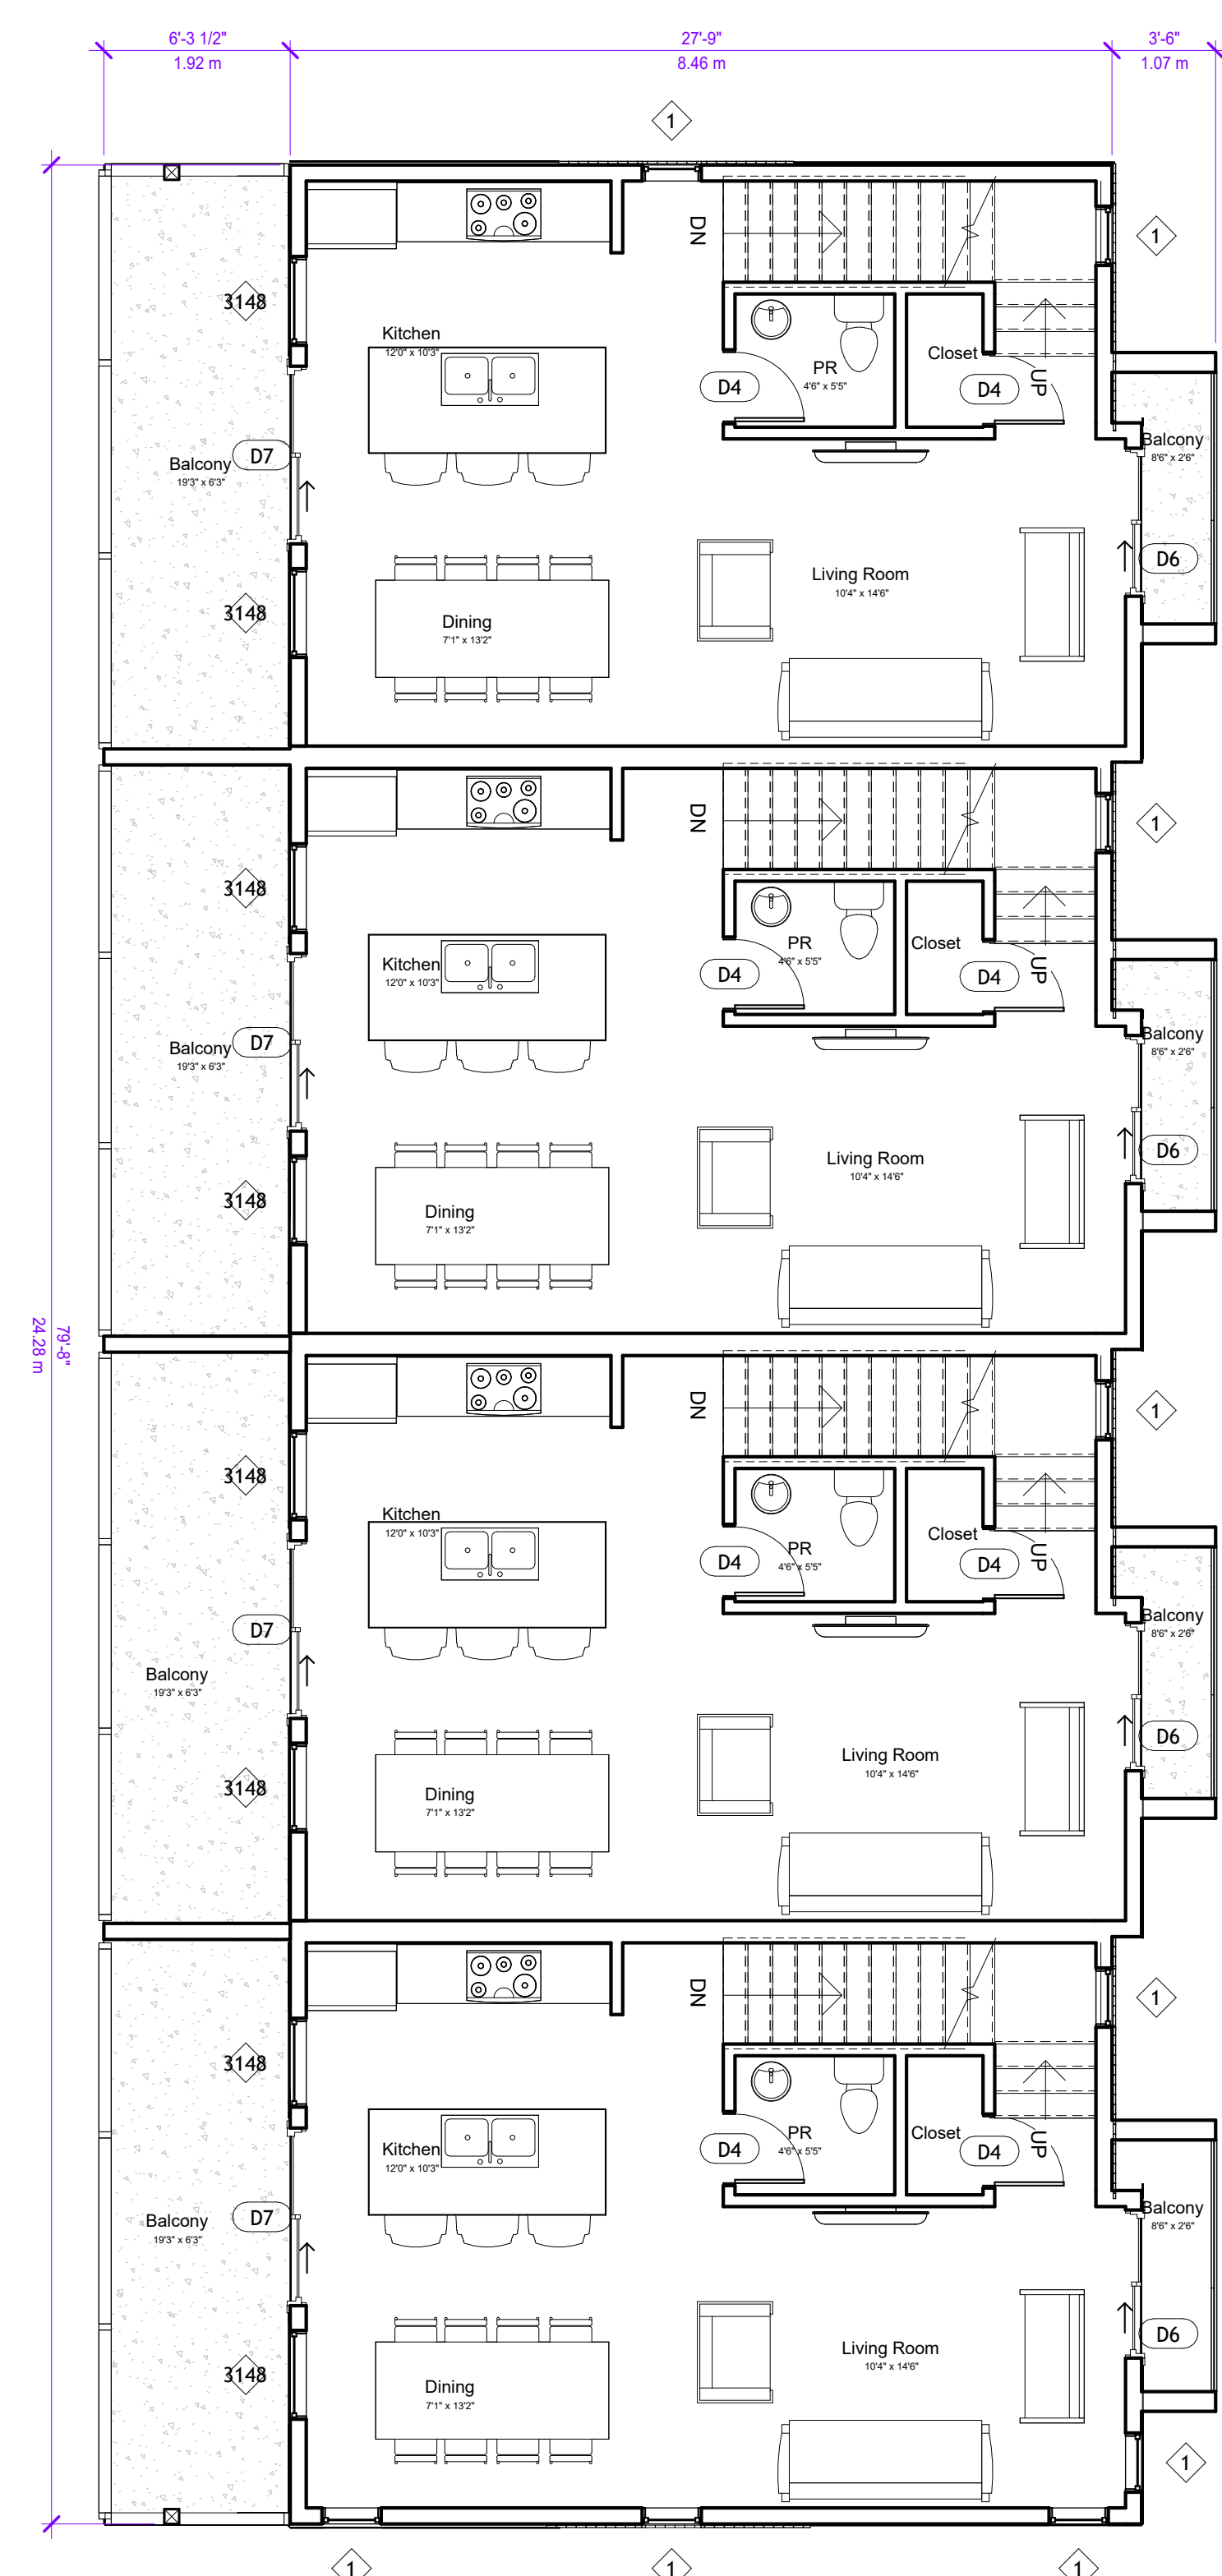 6'-3 1/2"
27'-9"
3'-6"
1.92 m
8.46 m
1.07 m
1
DN
1
3148
Kitchen
12'0" x 10'3"
PR
4'6" x 5'5"
Closet
D4
D4
UP
Balcony
8'6" x 2'6"
D7
Balcony
19'3" x 6'3"
D6
Living Room
10'4" x 14'6"
3148
Dining
7'1" x 13'2"
DN
1
3148
Kitchen
12'0" x 10'3"
PR
4'6" x 5'5"
Closet
D4
D4
UP
Balcony
8'6" x 2'6"
D7
Balcony
19'3" x 6'3"
D6
Living Room
10'4" x 14'6"
3148
Dining
7'1" x 13'2"
79'-8"
24.28 m
DN
1
3148
Kitchen
12'0" x 10'3"
PR
4'6" x 5'5"
Closet
D4
D4
UP
Balcony
8'6" x 2'6"
D7
Balcony
19'3" x 6'3"
D6
Living Room
10'4" x 14'6"
3148
Dining
7'1" x 13'2"
DN
1
3148
Kitchen
12'0" x 10'3"
PR
4'6" x 5'5"
Closet
D4
D4
UP
Balcony
8'6" x 2'6"
D7
Balcony
19'3" x 6'3"
D6
Living Room
10'4" x 14'6"
3148
Dining
7'1" x 13'2"
1
1
1
1